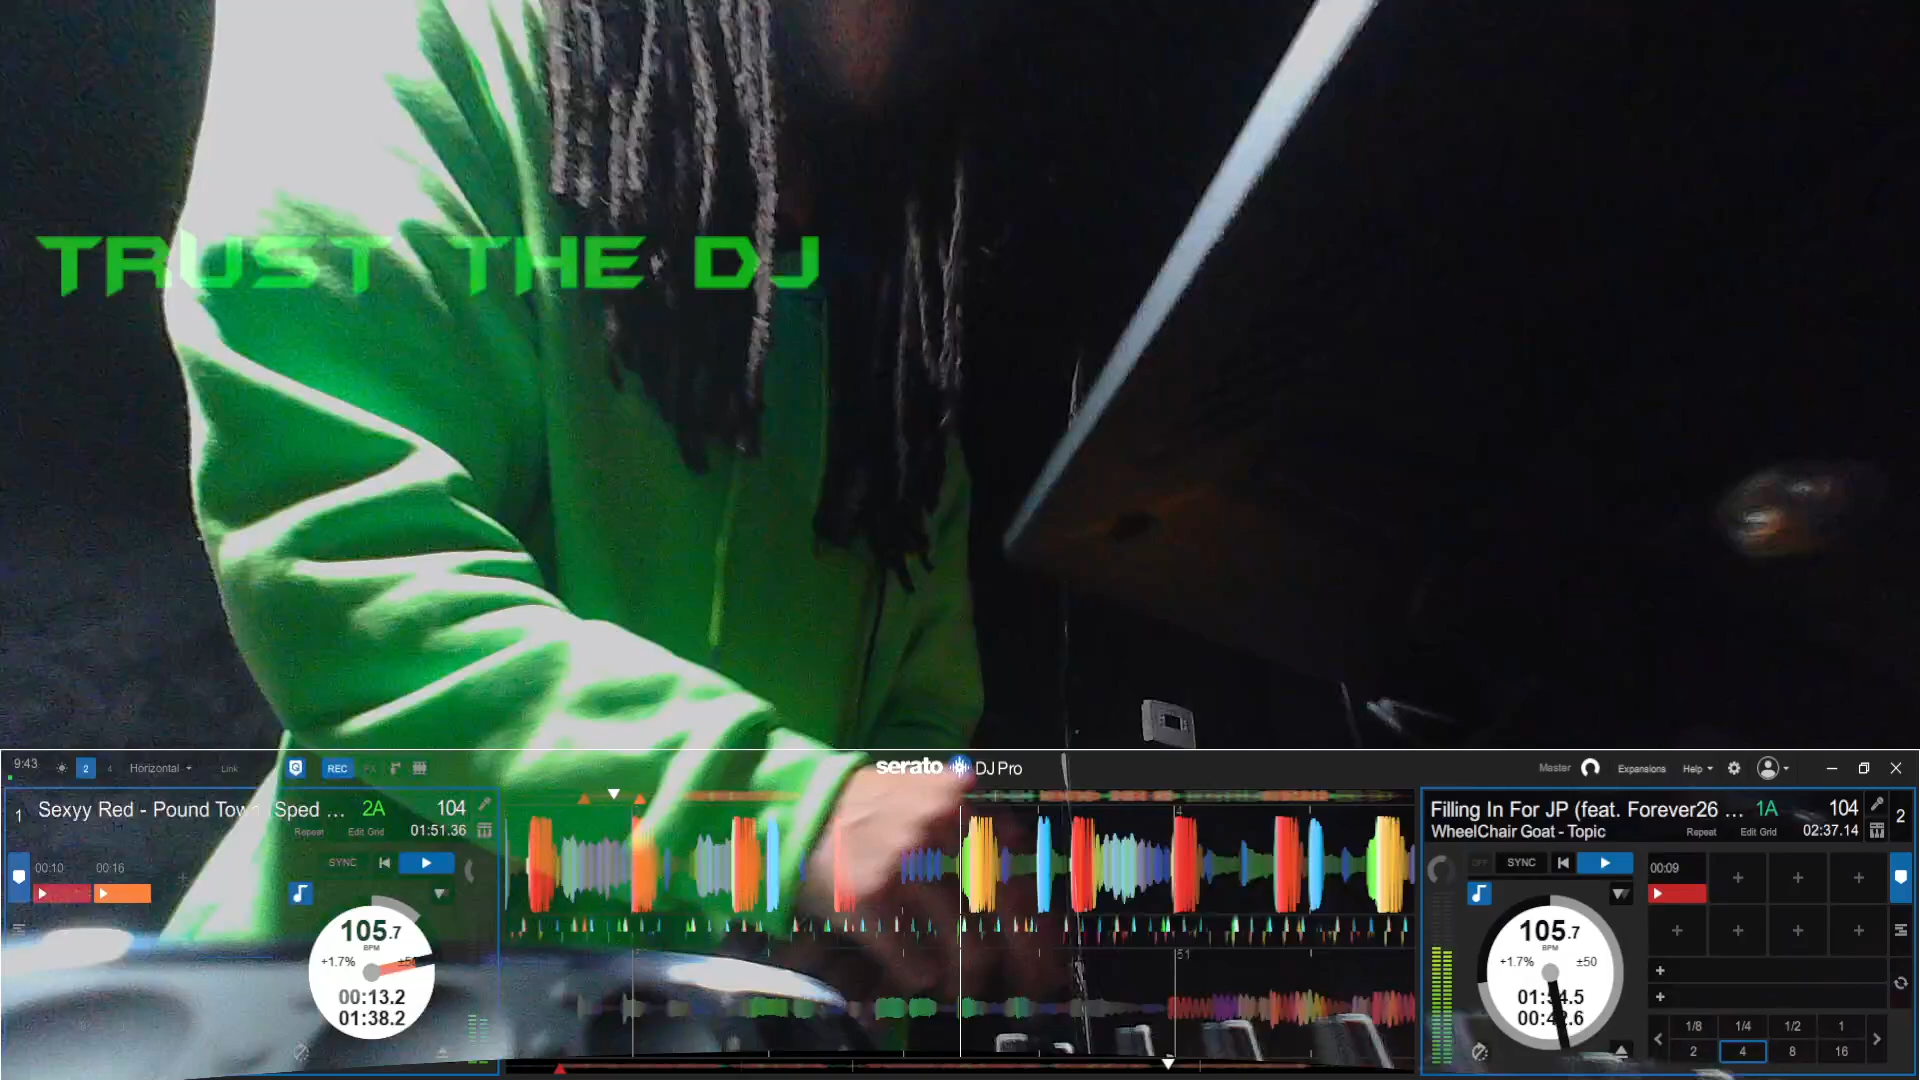 TRUST THE DJ
9:43
2
4
Horizontal
Link
REC
FX
serato DJ Pro
Master
Expansions
Help
1
Sexyy Red - Pound Tow
(Sped ...
2A
104
Repeat
Edit Grid
01:51.36
00:10
00:16
SYNC
105.7
BPM
+1.7%
±50
00:13.2
01:38.2
4
51
Filling In For JP (feat. Forever26 ...
1A
104
2
WheelChair Goat - Topic
Repeat
Edit Grid
02:37.14
OFF
SYNC
00:09
105.7
BPM
+1.7%
±50
1/8
1/4
1/2
1
2
4
8
16